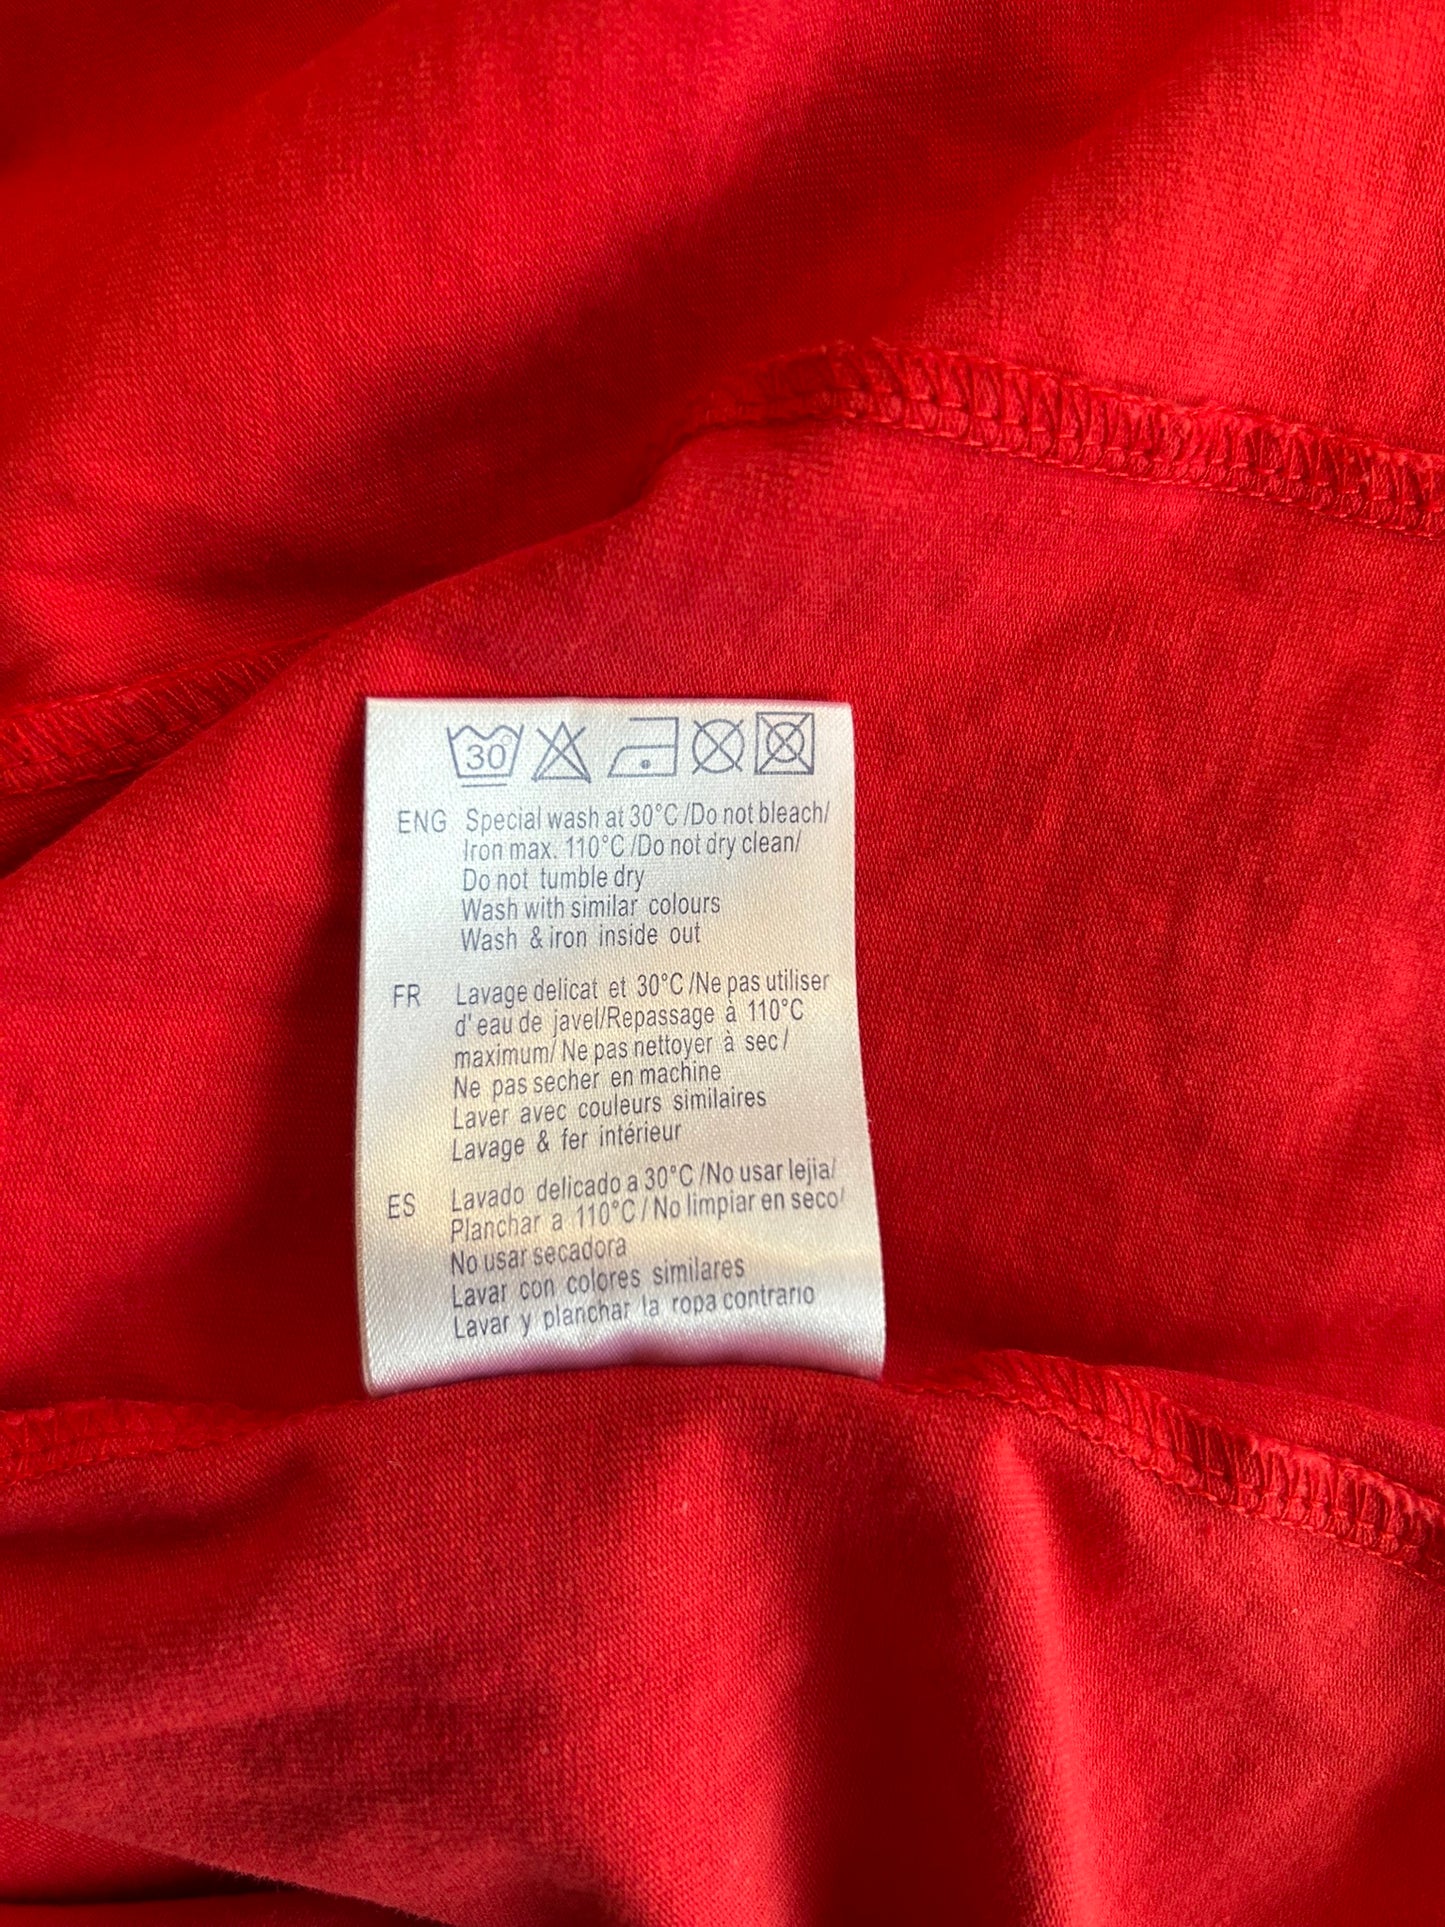 30°
ENG Special wash at 30°C /Do not bleach/
Iron max. 110°C /Do not dry clean/
Do not tumble dry
Wash with similar colours
Wash & iron inside out
FR Lavage delicat et 30°C /Ne pas utiliser
d' eau de javel/Repassage à 110°C
maximum/ Ne pas nettoyer à sec /
Ne pas secher en machine
Laver avec couleurs similaires
Lavage & fer intérieur
ES Lavado delicado a 30°C /No usar lejia/
Planchar a 110°C / No limpiar en seco/
No usar secadora
Lavar con colores similares
Lavar y planchar la ropa contrario